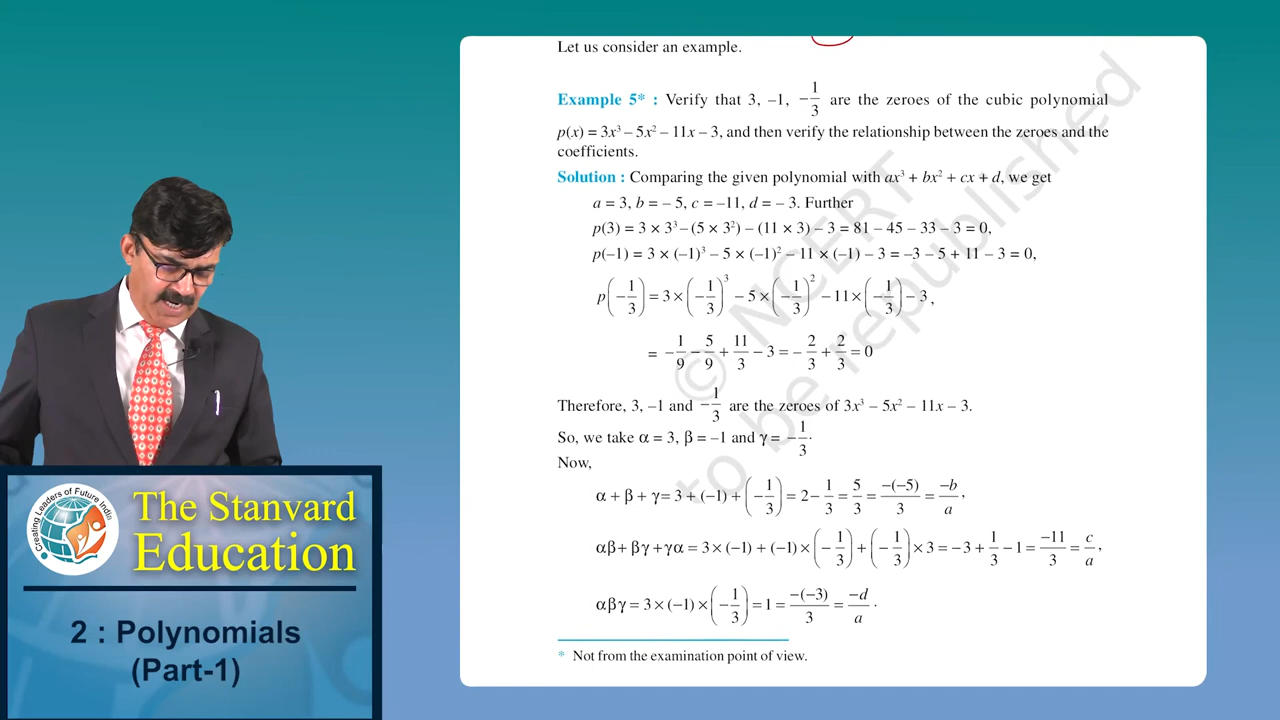 Let us consider an example.
Example 5* : Verify that 3, –1, −1/3 are the zeroes of the cubic polynomial
p(x) = 3x³ – 5x² – 11x – 3, and then verify the relationship between the zeroes and the
coefficients.
Solution : Comparing the given polynomial with ax³ + bx² + cx + d, we get
a = 3, b = – 5, c = –11, d = – 3. Further
p(3) = 3 × 3³ – (5 × 3²) – (11 × 3) – 3 = 81 – 45 – 33 – 3 = 0,
p(–1) = 3 × (–1)³ – 5 × (–1)² – 11 × (–1) – 3 = –3 – 5 + 11 – 3 = 0,
p(−1/3) = 3 × (−1/3)³ − 5 × (−1/3)² − 11 × (−1/3) − 3,
= −1/9 − 5/9 + 11/3 − 3 = −2/3 + 2/3 = 0
Therefore, 3, –1 and −1/3 are the zeroes of 3x³ – 5x² – 11x – 3.
So, we take α = 3, β = –1 and γ = −1/3.
Now,
α + β + γ = 3 + (−1) + (−1/3) = 2 − 1/3 = 5/3 = −(−5)/3 = −b/a,
αβ + βγ + γα = 3 × (−1) + (−1) × (−1/3) + (−1/3) × 3 = −3 + 1/3 − 1 = −11/3 = c/a,
αβγ = 3 × (−1) × (−1/3) = 1 = −(−3)/3 = −d/a.
* Not from the examination point of view.
© NCERT
to be republished
Creating Leaders of Future India
The Stanvard
Education
2 : Polynomials
(Part-1)